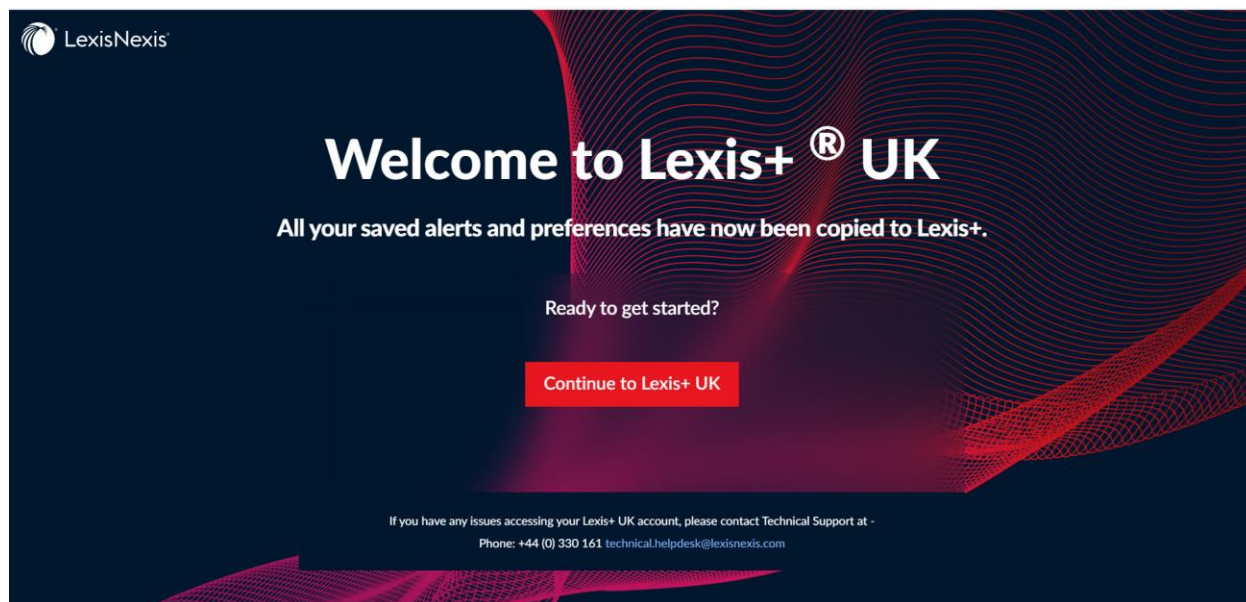 LexisNexis®
Welcome to Lexis+ ® UK
All your saved alerts and preferences have now been copied to Lexis+.
Ready to get started?
Continue to Lexis+ UK
If you have any issues accessing your Lexis+ UK account, please contact Technical Support at -
Phone: +44 (0) 330 161 technical.helpdesk@lexisnexis.com